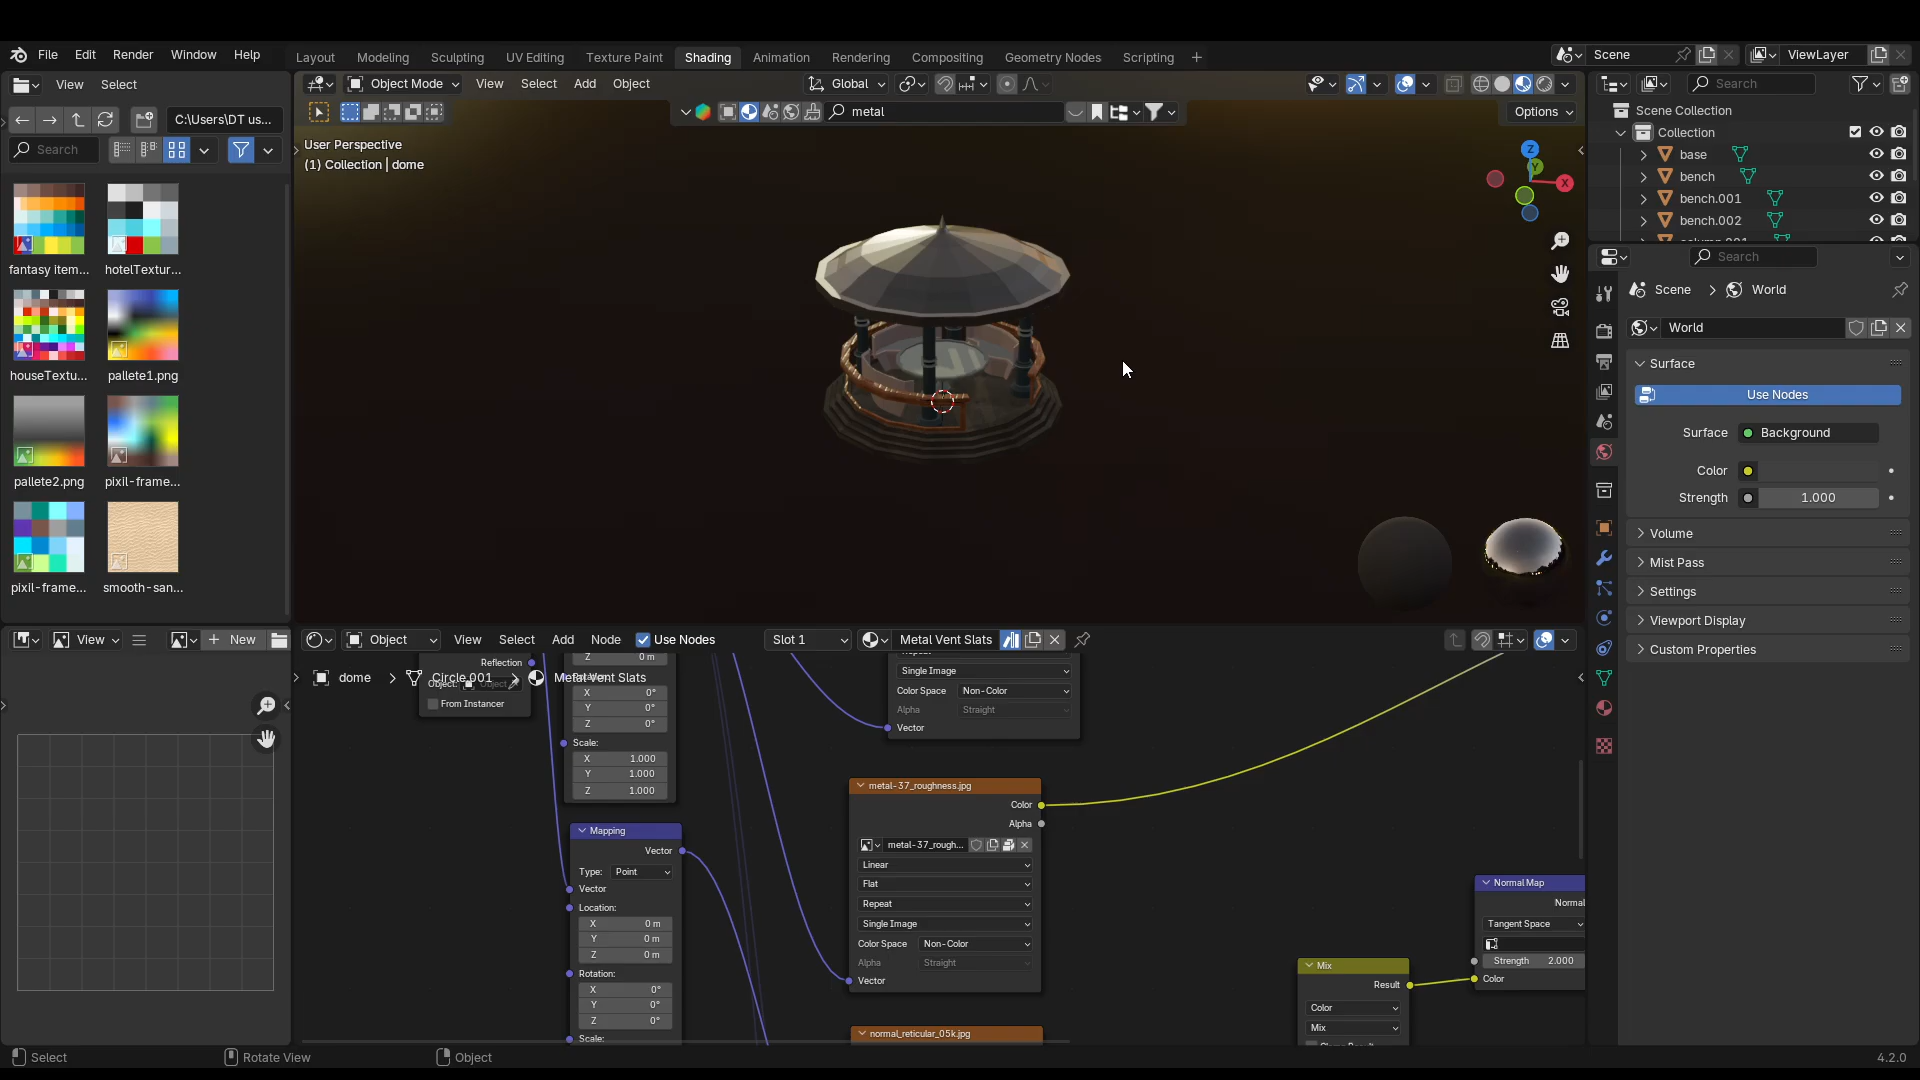 File Edit Render Window Help
Layout Modeling Sculpting UV Editing Texture Paint Shading Animation Rendering Compositing Geometry Nodes Scripting +
Scene
ViewLayer
View Select
Object Mode View Select Add Object
Global
Search
C:\Users\DT us...
metal
Options
Search
User Perspective
(1) Collection | dome
Z
Y
X
Scene Collection
Collection
base
bench
bench.001
bench.002
Search
Scene > World
World
Surface
Use Nodes
Surface Background
Color
Strength 1.000
Volume
Mist Pass
Settings
Viewport Display
Custom Properties
fantasy item...
hotelTextur...
houseTextu...
pallete1.png
pallete2.png
pixil-frame...
pixil-frame...
smooth-san...
View
New
Object View Select Add Node Use Nodes
Slot 1
Metal Vent Slats
dome > Circle.001 > Metal Vent Slats
Reflection
Object: Object
From Instancer
Z 0 m
X 0°
Y 0°
Z 0°
Scale:
X 1.000
Y 1.000
Z 1.000
Mapping
Vector
Type: Point
Vector
Location:
X 0 m
Y 0 m
Z 0 m
Rotation:
X 0°
Y 0°
Z 0°
Scale:
Single Image
Color Space Non-Color
Alpha Straight
Vector
metal-37_roughness.jpg
Color
Alpha
metal-37_rough...
Linear
Flat
Repeat
Single Image
Color Space Non-Color
Alpha Straight
Vector
normal_reticular_05k.jpg
Mix
Result
Color
Mix
Normal Map
Normal
Tangent Space
Strength 2.000
Color
Select
Rotate View
Object
4.2.0